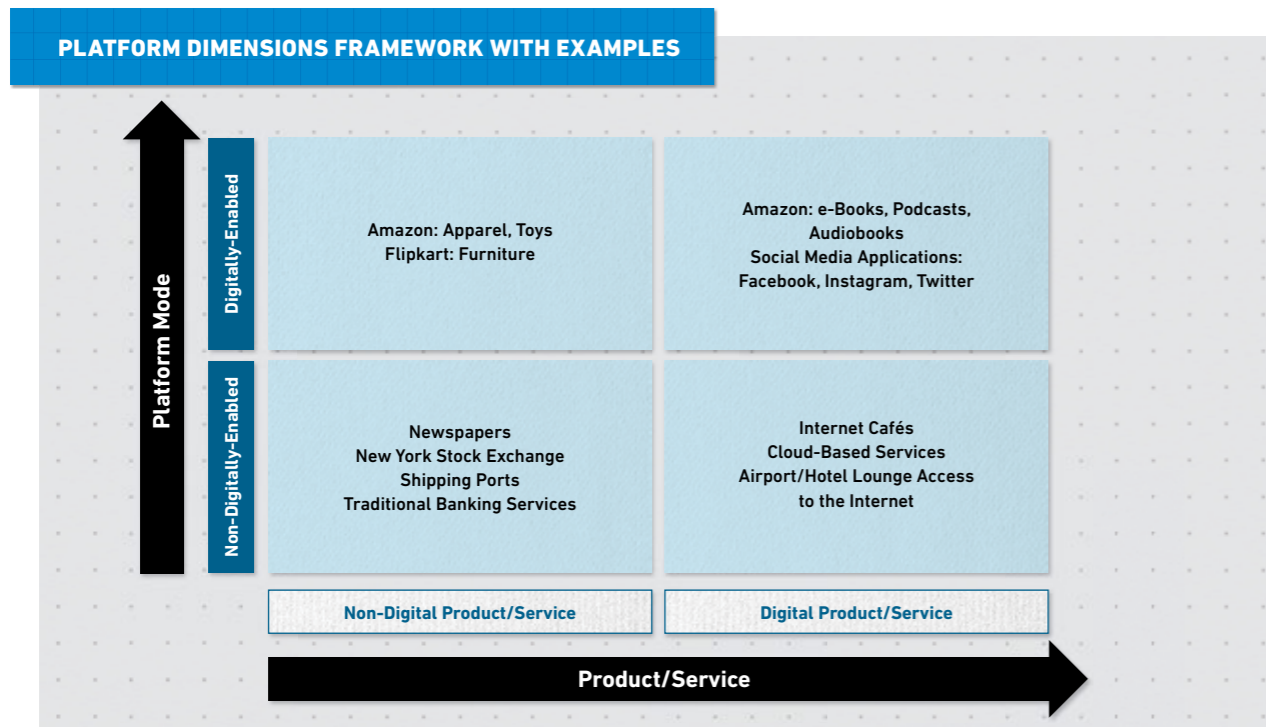 PLATFORM DIMENSIONS FRAMEWORK WITH EXAMPLES
Platform Mode
Digitally-Enabled
Amazon: Apparel, Toys
Flipkart: Furniture
Amazon: e-Books, Podcasts,
Audiobooks
Social Media Applications:
Facebook, Instagram, Twitter
Non-Digitally-Enabled
Newspapers
New York Stock Exchange
Shipping Ports
Traditional Banking Services
Internet Cafés
Cloud-Based Services
Airport/Hotel Lounge Access
to the Internet
Non-Digital Product/Service
Digital Product/Service
Product/Service